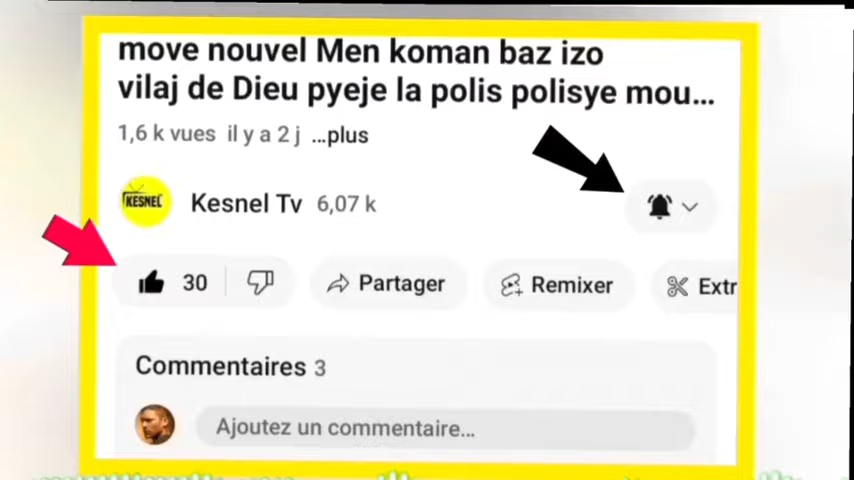 move nouvel Men koman baz izo
vilaj de Dieu pyeje la polis polisye mou...
1,6 k vues il y a 2 j ...plus
KESNEL
Kesnel Tv 6,07 k
30
Partager
Remixer
Extr
Commentaires 3
Ajoutez un commentaire...